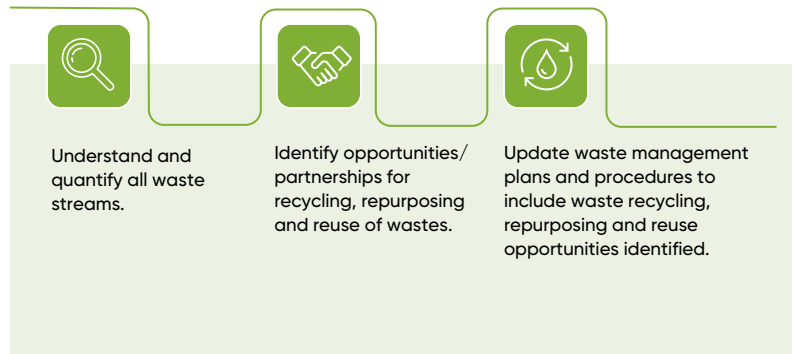 Understand and
quantify all waste
streams.
Identify opportunities/
partnerships for
recycling, repurposing
and reuse of wastes.
Update waste management
plans and procedures to
include waste recycling,
repurposing and reuse
opportunities identified.